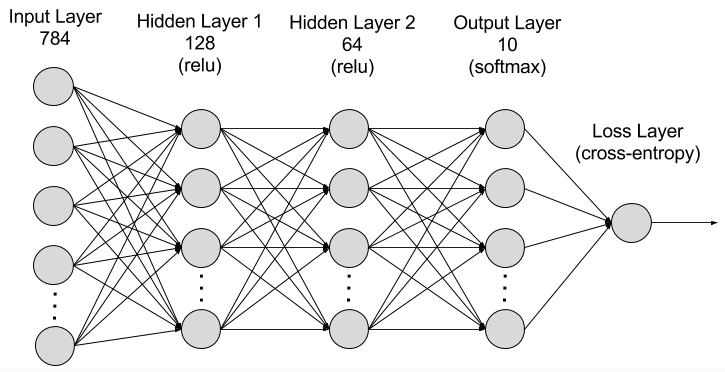 Input Layer
784
Hidden Layer 1
128
(relu)
Hidden Layer 2
64
(relu)
Output Layer
10
(softmax)
Loss Layer
(cross-entropy)